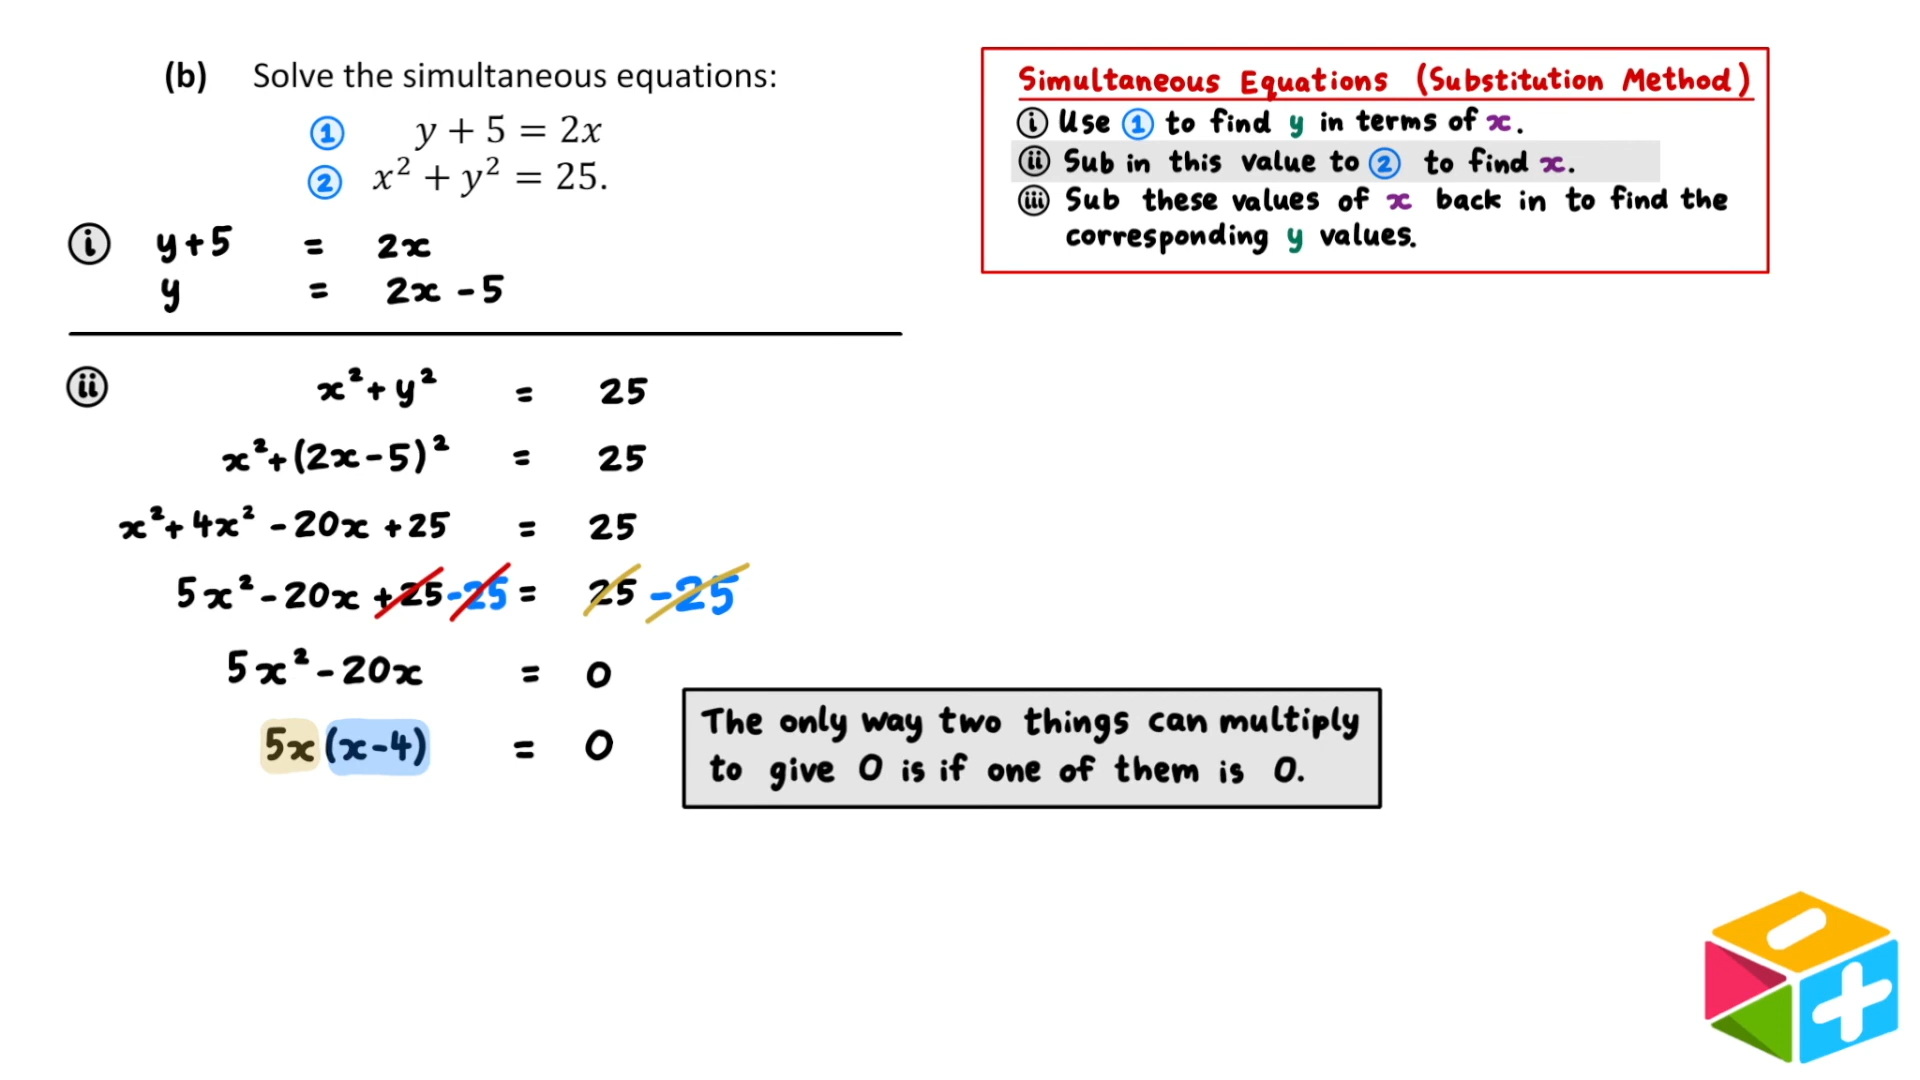 (b) Solve the simultaneous equations:
① y + 5 = 2x
② x² + y² = 25.
Simultaneous Equations (Substitution Method)
ⓘ Use ① to find y in terms of x.
ⓘⓘ Sub in this value to ② to find x.
ⓘⓘⓘ Sub these values of x back in to find the
corresponding y values.
ⓘ y+5 = 2x
y = 2x - 5
ⓘⓘ x² + y² = 25
x² + (2x - 5)² = 25
x² + 4x² - 20x + 25 = 25
5x² - 20x + 25 - 25 = 25 - 25
5x² - 20x = 0
5x (x - 4) = 0
The only way two things can multiply
to give 0 is if one of them is 0.